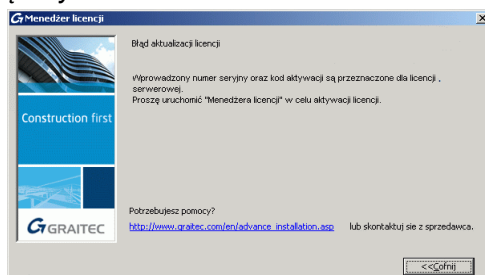 Menedżer licencji
Błąd aktualizacji licencji
Wprowadzony numer seryjny oraz kod aktywacji są przeznaczone dla licencji ,
serwerowej.
Proszę uruchomić "Menedżera licencji" w celu aktywacji licencji.
Construction first
GRAITEC
Potrzebujesz pomocy?
http://www.graitec.com/en/advance_installation.asp lub skontaktuj sie z sprzedawca.
<<Cofnij